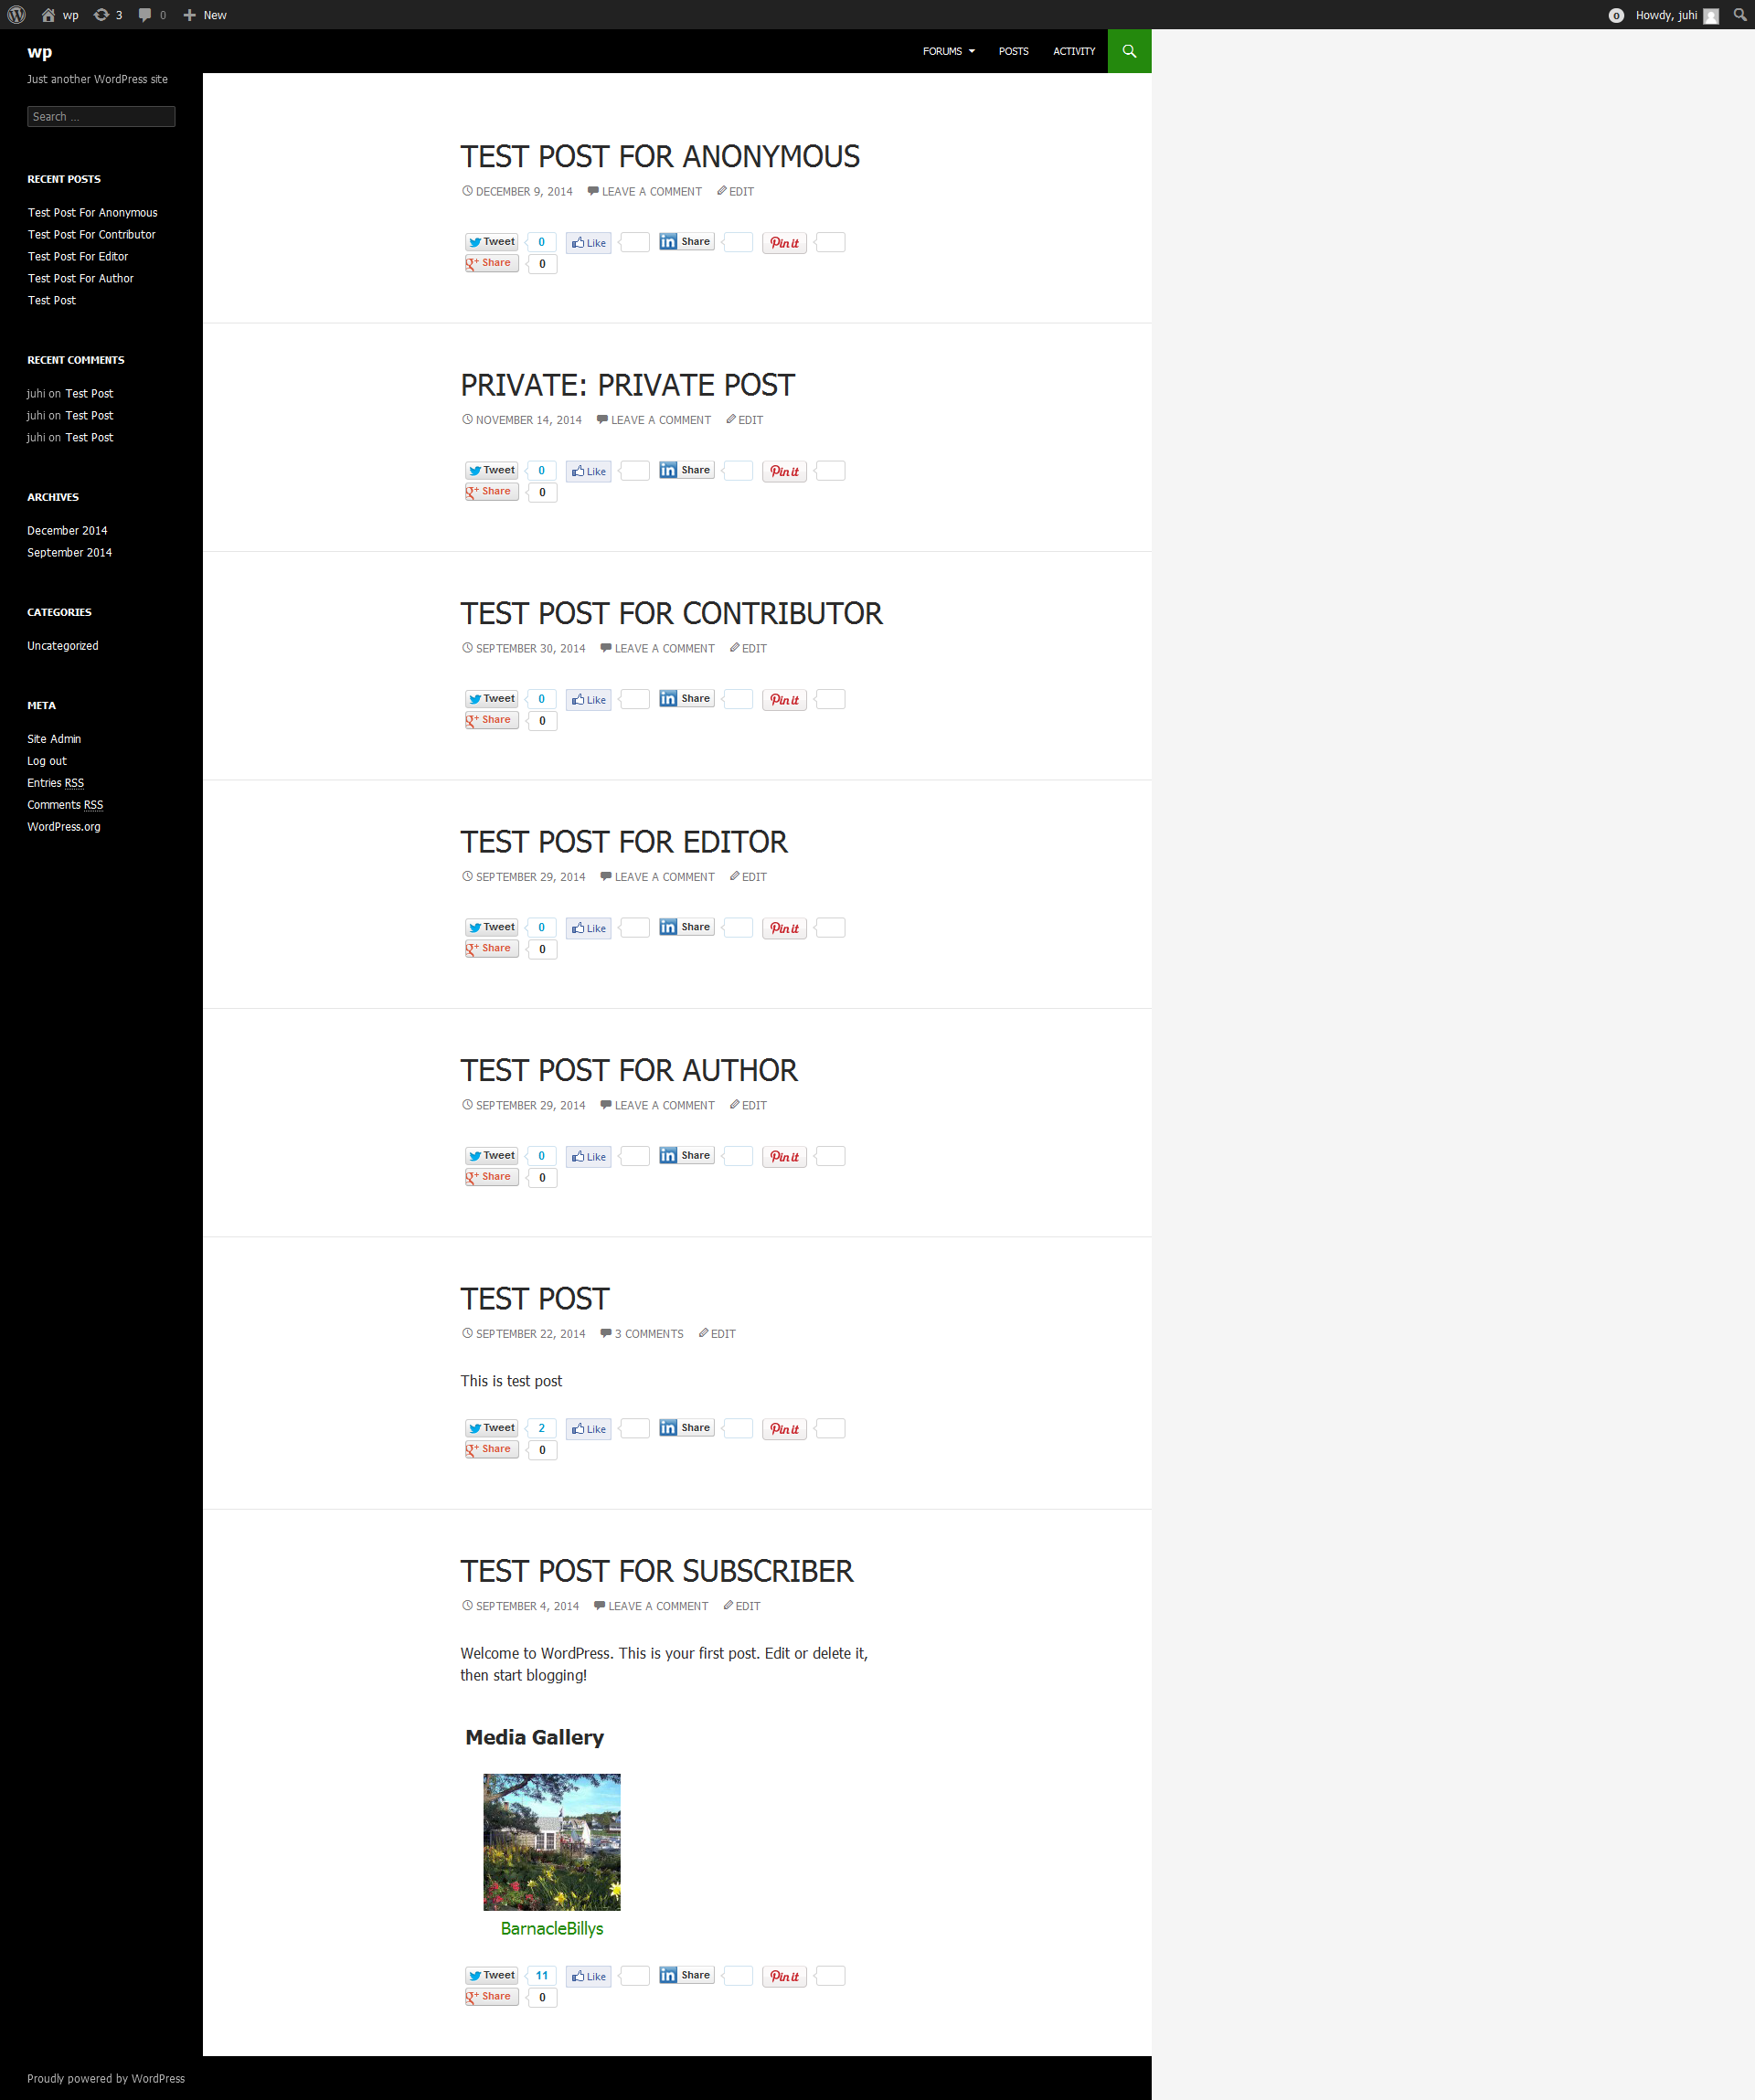 wp 3 0 New 0 Howdy, juhi
wp
Just another WordPress site
Search ...
FORUMS POSTS ACTIVITY
RECENT POSTS
Test Post For Anonymous
Test Post For Contributor
Test Post For Editor
Test Post For Author
Test Post
RECENT COMMENTS
juhi on Test Post
juhi on Test Post
juhi on Test Post
ARCHIVES
December 2014
September 2014
CATEGORIES
Uncategorized
META
Site Admin
Log out
Entries RSS
Comments RSS
WordPress.org
TEST POST FOR ANONYMOUS
DECEMBER 9, 2014 LEAVE A COMMENT EDIT
Tweet 0 Like Share Pin it
g+ Share 0
PRIVATE: PRIVATE POST
NOVEMBER 14, 2014 LEAVE A COMMENT EDIT
Tweet 0 Like in Share Pin it
g+ Share 0
TEST POST FOR CONTRIBUTOR
SEPTEMBER 30, 2014 LEAVE A COMMENT EDIT
Tweet 0 Like in Share Pin it
g+ Share 0
TEST POST FOR EDITOR
SEPTEMBER 29, 2014 LEAVE A COMMENT EDIT
Tweet 0 Like in Share Pin it
g+ Share 0
TEST POST FOR AUTHOR
SEPTEMBER 29, 2014 LEAVE A COMMENT EDIT
Tweet 0 Like in Share Pin it
g+ Share 0
TEST POST
SEPTEMBER 22, 2014 3 COMMENTS EDIT
This is test post
Tweet 2 Like in Share Pin it
g+ Share 0
TEST POST FOR SUBSCRIBER
SEPTEMBER 4, 2014 LEAVE A COMMENT EDIT
Welcome to WordPress. This is your first post. Edit or delete it,
then start blogging!
Media Gallery
BarnacleBillys
Tweet 11 Like in Share Pin it
g+ Share 0
Proudly powered by WordPress